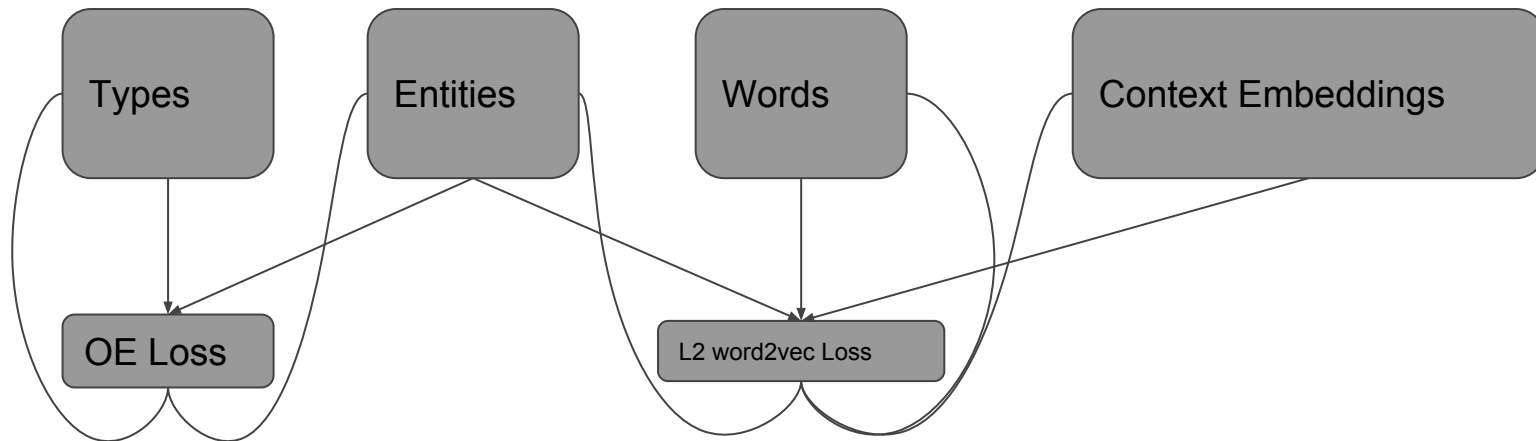 Types
Entities
Words
Context Embeddings
OE Loss
L2 word2vec Loss